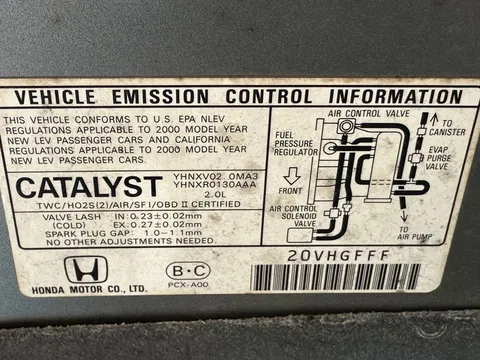 VEHICLE EMISSION CONTROL INFORMATION
THIS VEHICLE CONFORMS TO U.S. EPA NLEV
REGULATIONS APPLICABLE TO 2000 MODEL YEAR
NEW LEV PASSENGER CARS AND CALIFORNIA
REGULATIONS APPLICABLE TO 2000 MODEL YEAR
NEW LEV PASSENGER CARS.
CATALYST
YHNXV02.0MA3
YHNXR0130AAA
2.0L
TWC/HO2S(2)/AIR/SFI/OBD II CERTIFIED
VALVE LASH IN:0.23±0.02mm
(COLD) EX:0.27±0.02mm
SPARK PLUG GAP: 1.0-1.1mm
NO OTHER ADJUSTMENTS NEEDED.
AIR CONTROL VALVE
FUEL
PRESSURE
REGULATOR
FRONT
AIR CONTROL
SOLENOID
VALVE
TO
CANISTER
EVAP
PURGE
VALVE
TO
AIR PUMP
HONDA MOTOR CO., LTD.
B·C
PCX-A00
20VHGFFF